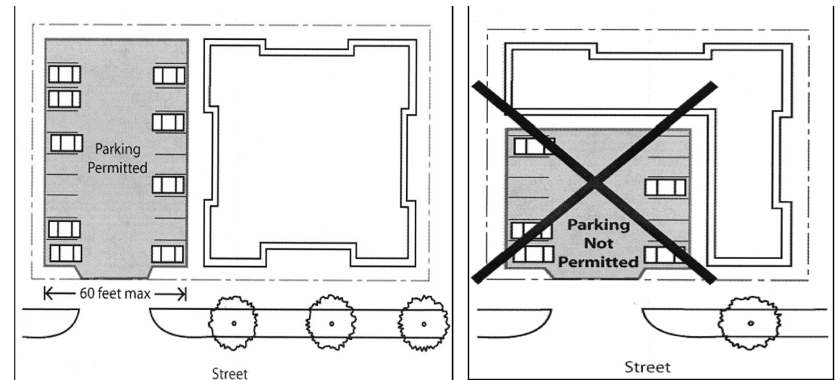 Parking
Permitted
60 feet max
Street
Parking
Not
Permitted
Street